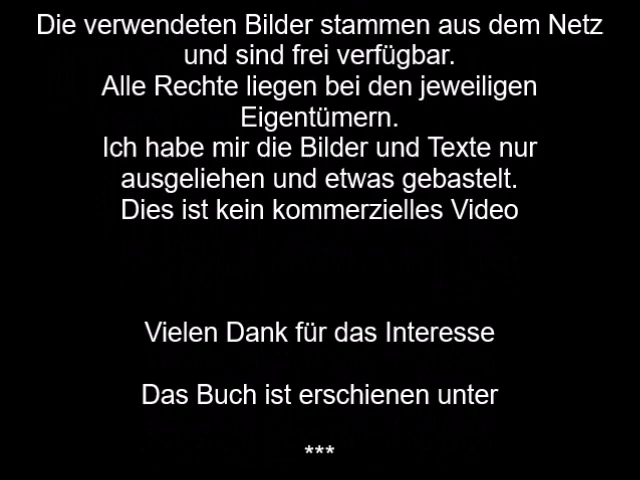 Die verwendeten Bilder stammen aus dem Netz
und sind frei verfügbar.
Alle Rechte liegen bei den jeweiligen
Eigentümern.
Ich habe mir die Bilder und Texte nur
ausgeliehen und etwas gebastelt.
Dies ist kein kommerzielles Video
Vielen Dank für das Interesse
Das Buch ist erschienen unter
***